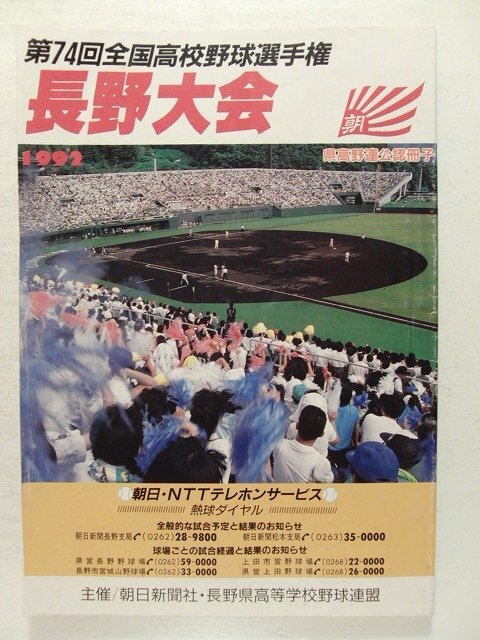 第74回全国高校野球選手権
長野大会
朝
1992
県高野連公認冊子
朝日・NTTテレホンサービス
熱球ダイヤル
全般的な試合予定と結果のお知らせ
朝日新聞長野支局 (0262)28-9800 朝日新聞松本支局 (0263)35-0000
球場ごとの試合経過と結果のお知らせ
県営長野野球場 (0262)59-0000 上田市営野球場 (0268)22-0000
長野市営城山野球場 (0262)33-0000 県営上田野球場 (0268)26-0000
主催/朝日新聞社・長野県高等学校野球連盟